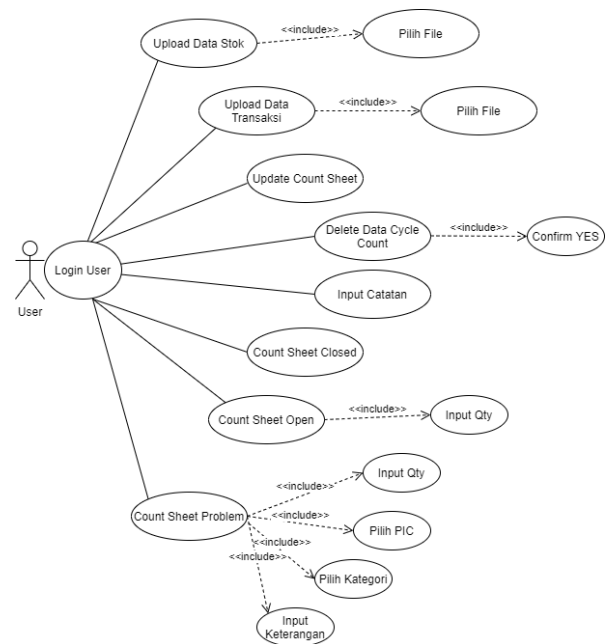 Upload Data Stok
<<include>>
Pilih File
Upload Data
Transaksi
<<include>>
Pilih File
Update Count Sheet
Delete Data Cycle
Count
<<include>>
Confirm YES
Login User
User
Input Catatan
Count Sheet Closed
Count Sheet Open
<<include>>
Input Qty
Count Sheet Problem
<<include>>
Input Qty
<<include>>
Pilih PIC
<<include>>
Pilih Kategori
<<include>>
Input
Keterangan